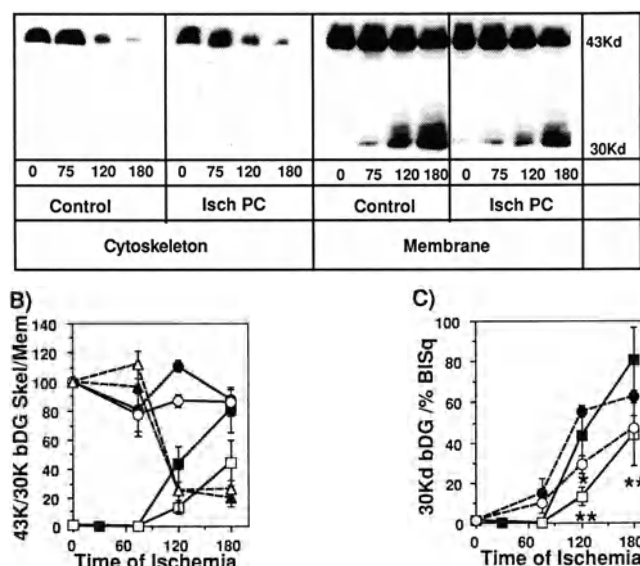 43Kd
30Kd
0 75 120 180 0 75 120 180 0 75 120 180 0 75 120 180
Control Isch PC Control Isch PC
Cytoskeleton Membrane
B)
43K/30K bDG Skel/Mem
140
120
100
80
60
40
20
0
0 60 120 180
Time of Ischemia
C)
30Kd bDG /% BISq
100
80
60
40
20
0
*
**
**
0 60 120 180
Time of Ischemia